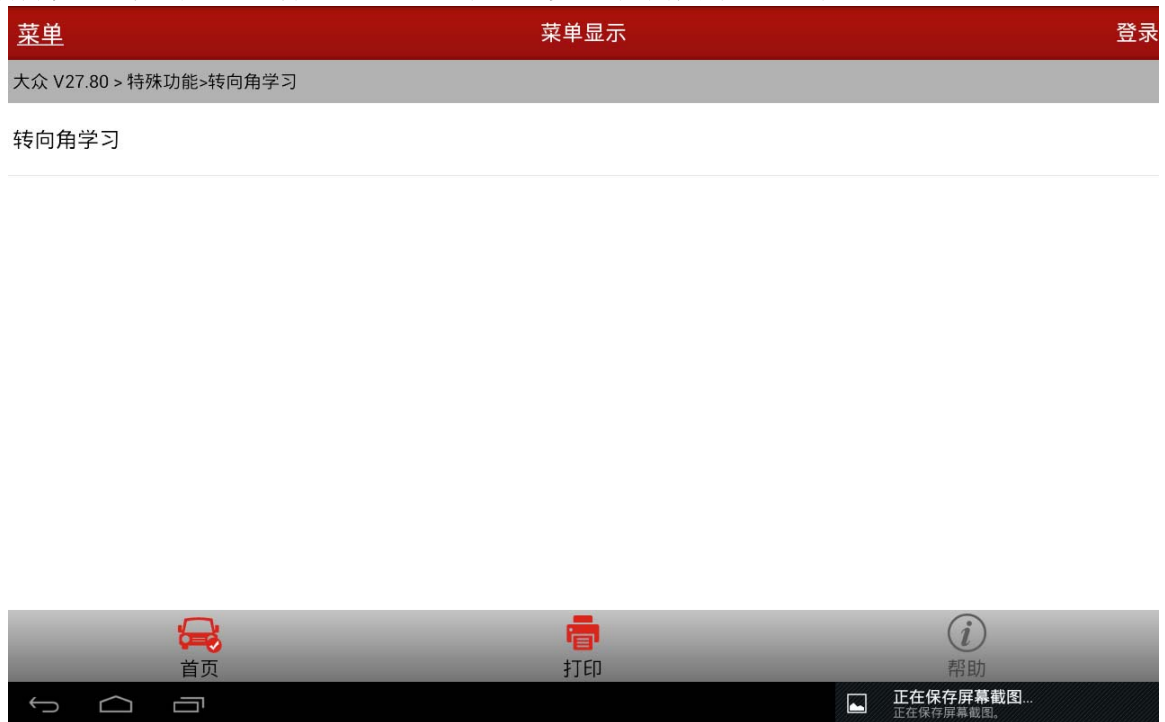 菜单 菜单显示 登录
大众 V27.80 > 特殊功能>转向角学习
转向角学习
首页 打印 帮助
正在保存屏幕截图...
正在保存屏幕截图。